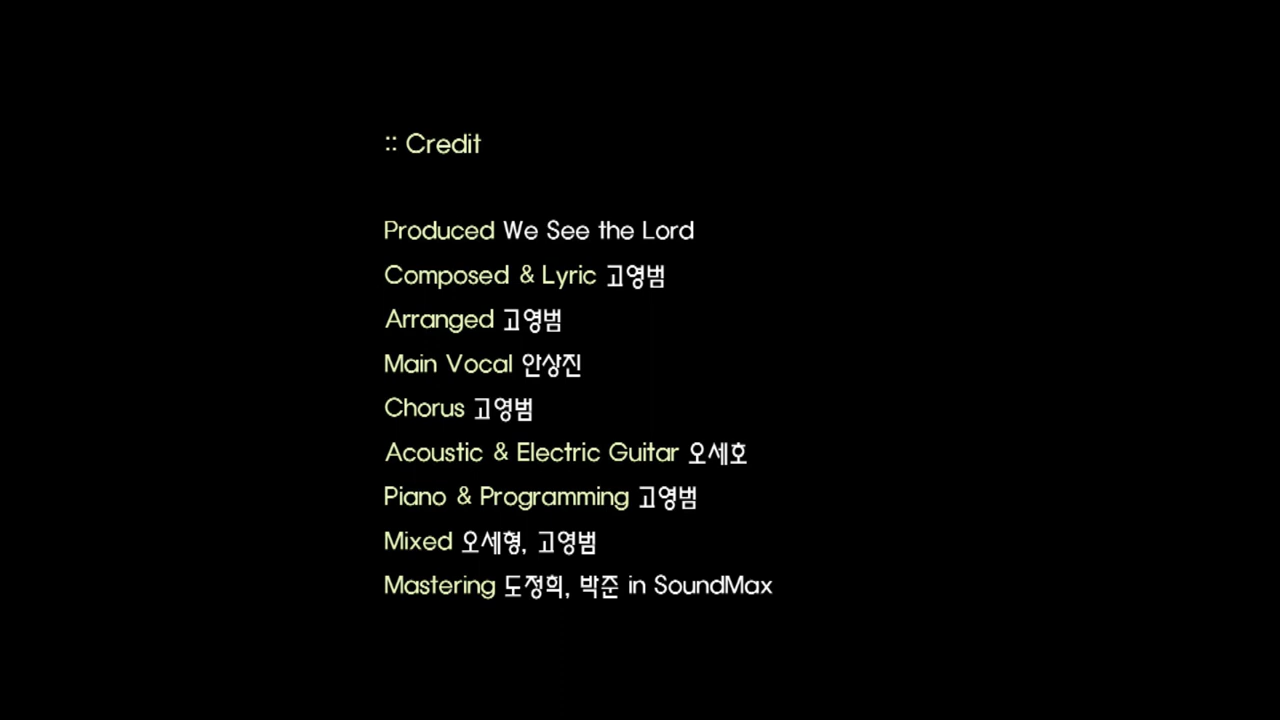 :: Credit
Produced We See the Lord
Composed & Lyric 고영범
Arranged 고영범
Main Vocal 안상진
Chorus 고영범
Acoustic & Electric Guitar 오세호
Piano & Programming 고영범
Mixed 오세형, 고영범
Mastering 도정희, 박준 in SoundMax